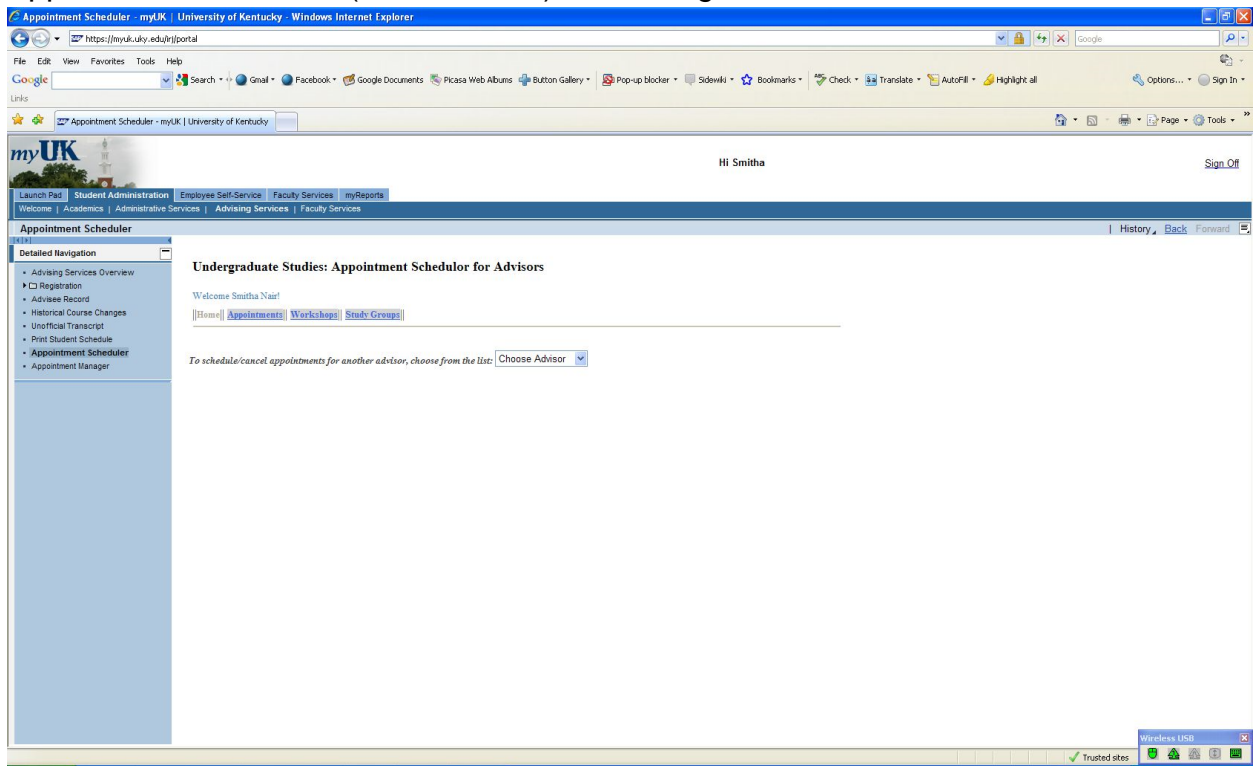 Appointment Scheduler - myUK | University of Kentucky - Windows Internet Explorer
https://myuk.uky.edu/irj/portal
Google
File Edit View Favorites Tools Help
Google Search Gmail Facebook Google Documents Picasa Web Albums Button Gallery Pop-up blocker Sidewiki Bookmarks Check Translate AutoFill Highlight all Options... Sign In
Links
Appointment Scheduler - myUK | University of Kentucky
Page Tools
myUK
Hi Smitha
Sign Off
Launch Pad Student Administration Employee Self-Service Faculty Services myReports
Welcome | Academics | Administrative Services | Advising Services | Faculty Services
Appointment Scheduler
| History Back Forward
Detailed Navigation
Advising Services Overview
Registration
Advisee Record
Historical Course Changes
Unofficial Transcript
Print Student Schedule
Appointment Scheduler
Appointment Manager
Undergraduate Studies: Appointment Schedulor for Advisors
Welcome Smitha Nair!
||Home|| Appointments|| Workshops|| Study Groups||
To schedule/cancel appointments for another advisor, choose from the list: Choose Advisor
Wireless USB
Trusted sites